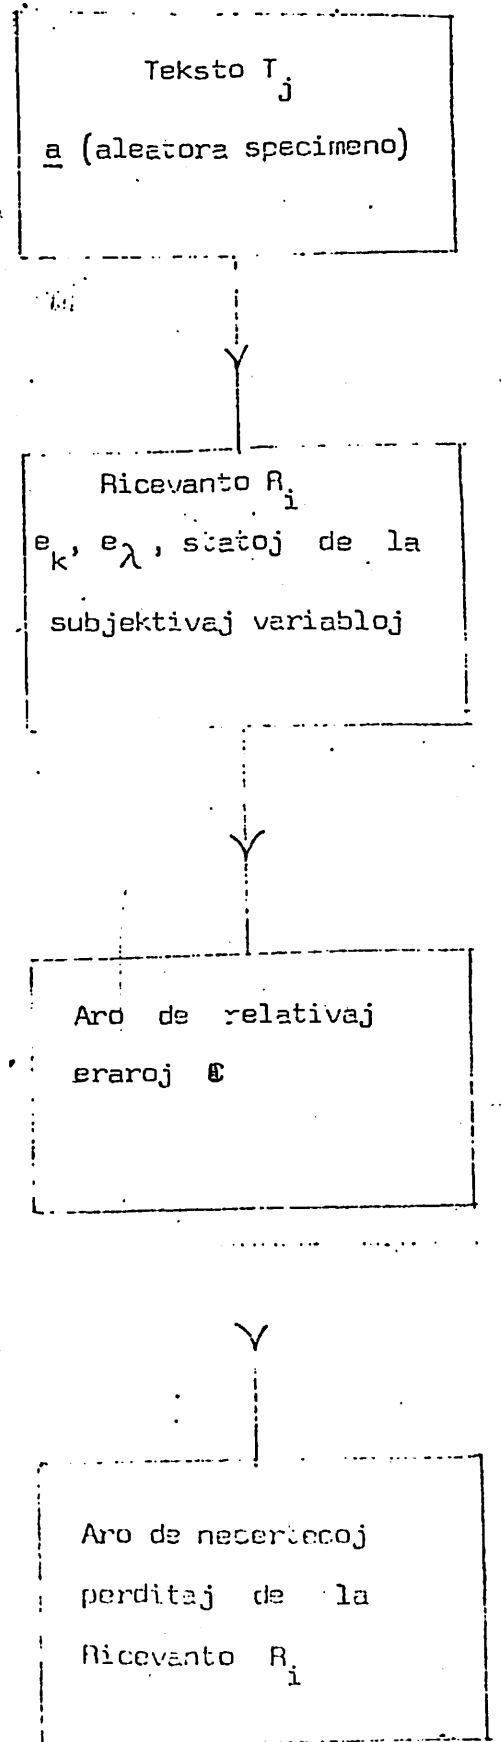 Teksto T_j
a (aleatora specimeno)
Ricevanto R_i
e_k, e_λ, statoj de la
subjektivaj variabloj
Aro de relativaj
eraroj
Aro de necertecoj
perditaj de la
Ricevanto R_i